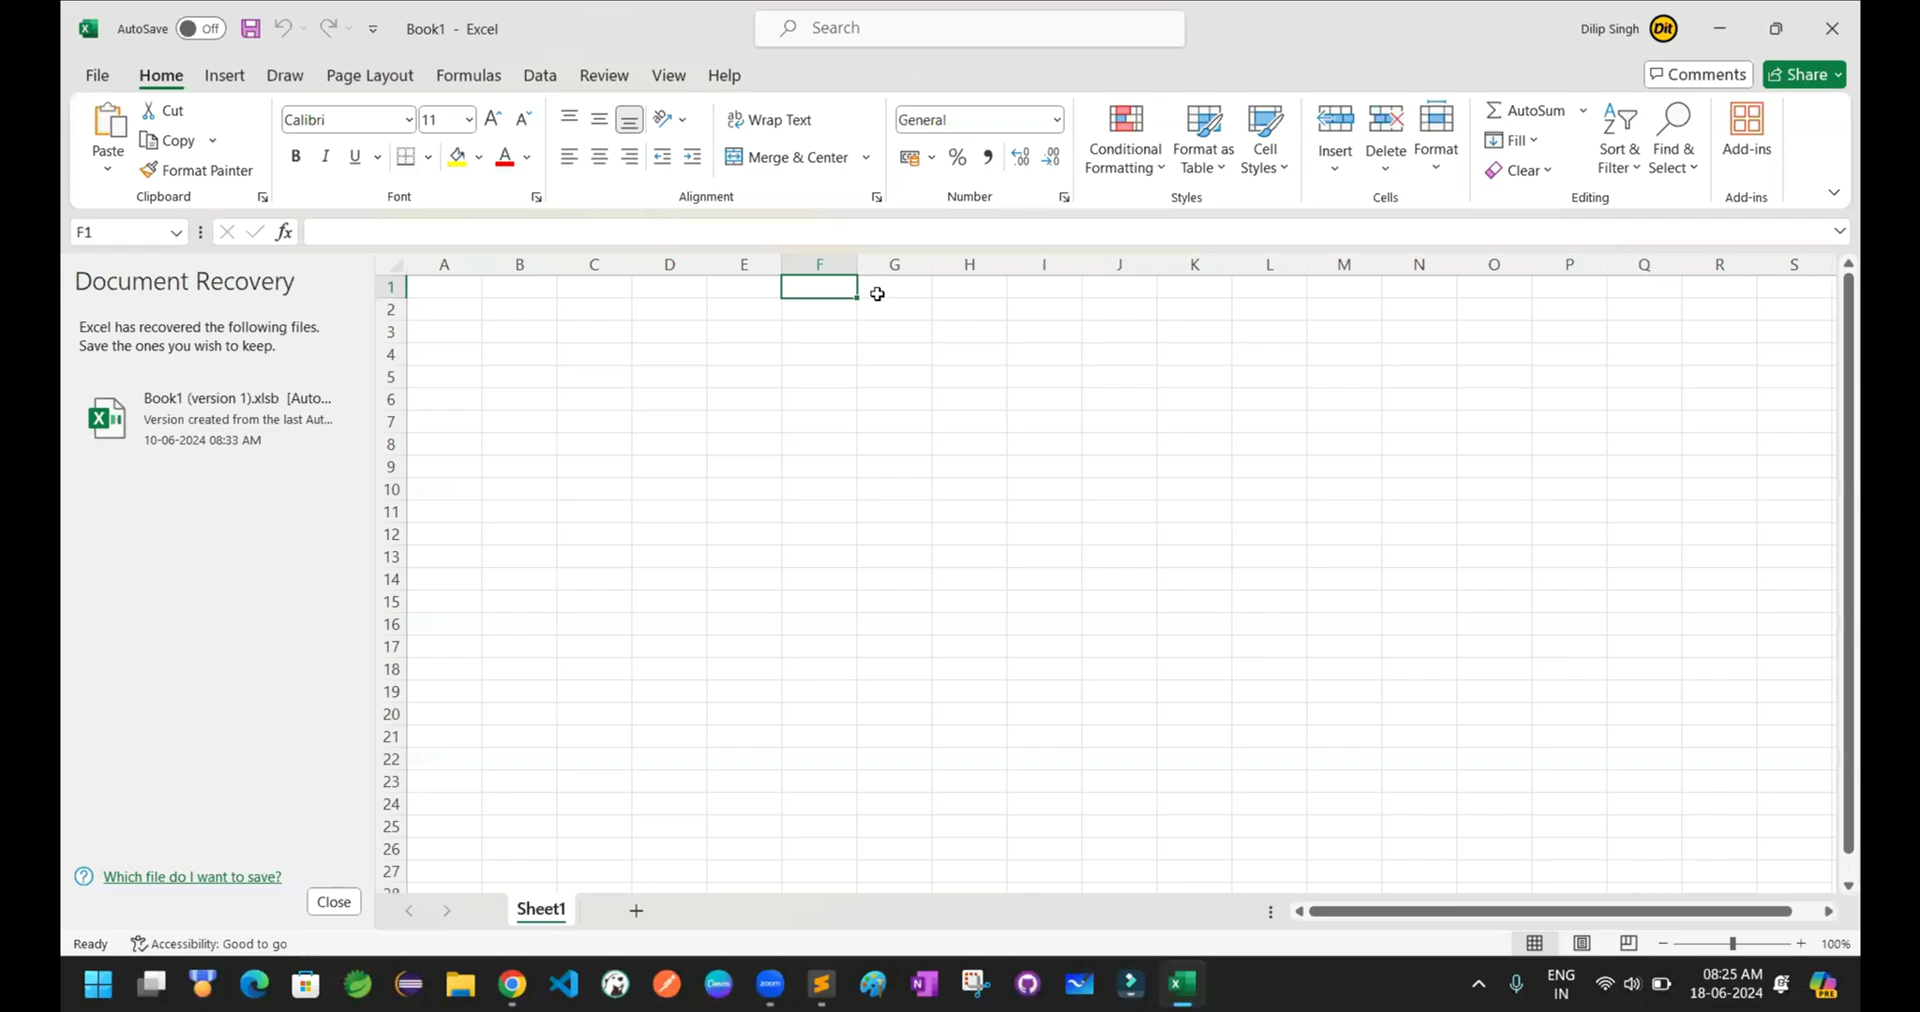 AutoSave Off Book1 - Excel Search Dilip Singh Dit
File Home Insert Draw Page Layout Formulas Data Review View Help Comments Share
Paste
Cut
Copy
Format Painter
Clipboard
Calibri 11
B I U A
Font
ab Wrap Text
Merge & Center
Alignment
General
%
Number
Conditional Formatting
Format as Table
Cell Styles
Styles
Insert Delete Format
Cells
AutoSum
Fill
Clear
Sort & Filter
Find & Select
Editing
Add-ins
Add-ins
F1 fx
Document Recovery
Excel has recovered the following files.
Save the ones you wish to keep.
Book1 (version 1).xlsb [Auto...
Version created from the last Aut...
10-06-2024 08:33 AM
Which file do I want to save?
Close
A B C D E F G H I J K L M N O P Q R S
1
2
3
4
5
6
7
8
9
10
11
12
13
14
15
16
17
18
19
20
21
22
23
24
25
26
27
28
Sheet1
Ready Accessibility: Good to go 100%
zoom
ENG
IN
08:25 AM
18-06-2024
PRE